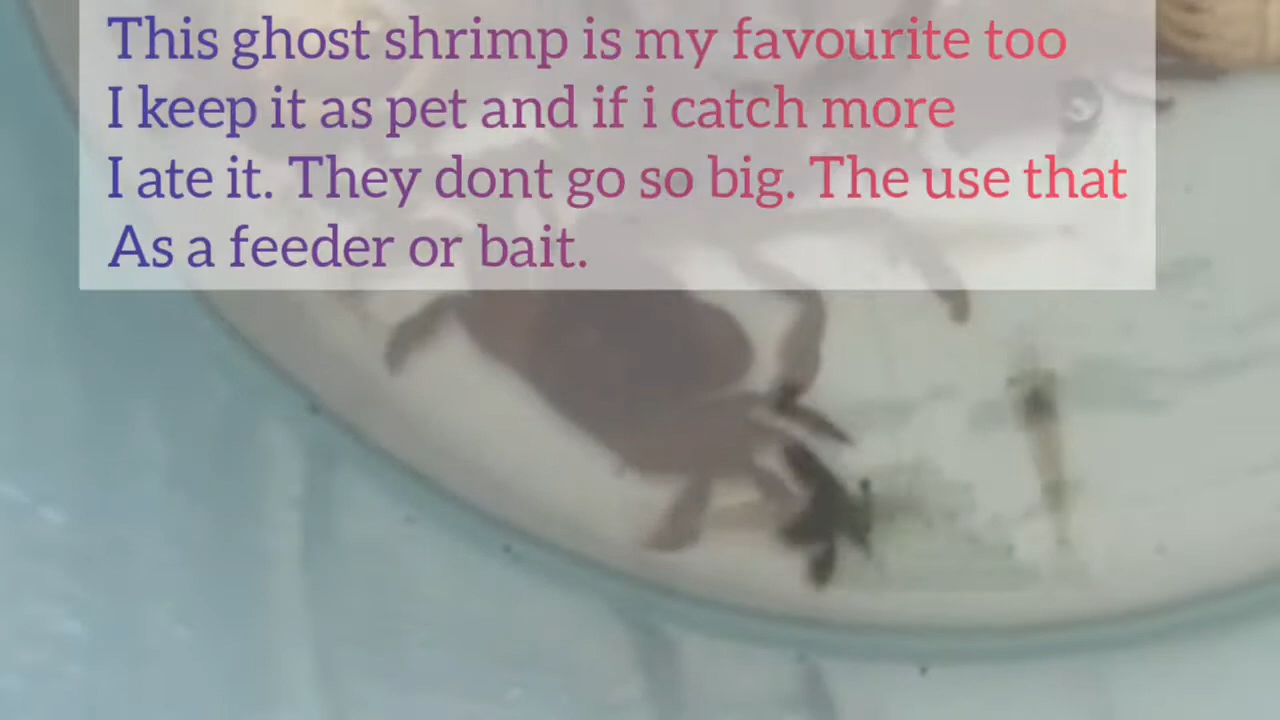 This ghost shrimp is my favourite too
I keep it as pet and if i catch more
I ate it. They dont go so big. The use that
As a feeder or bait.